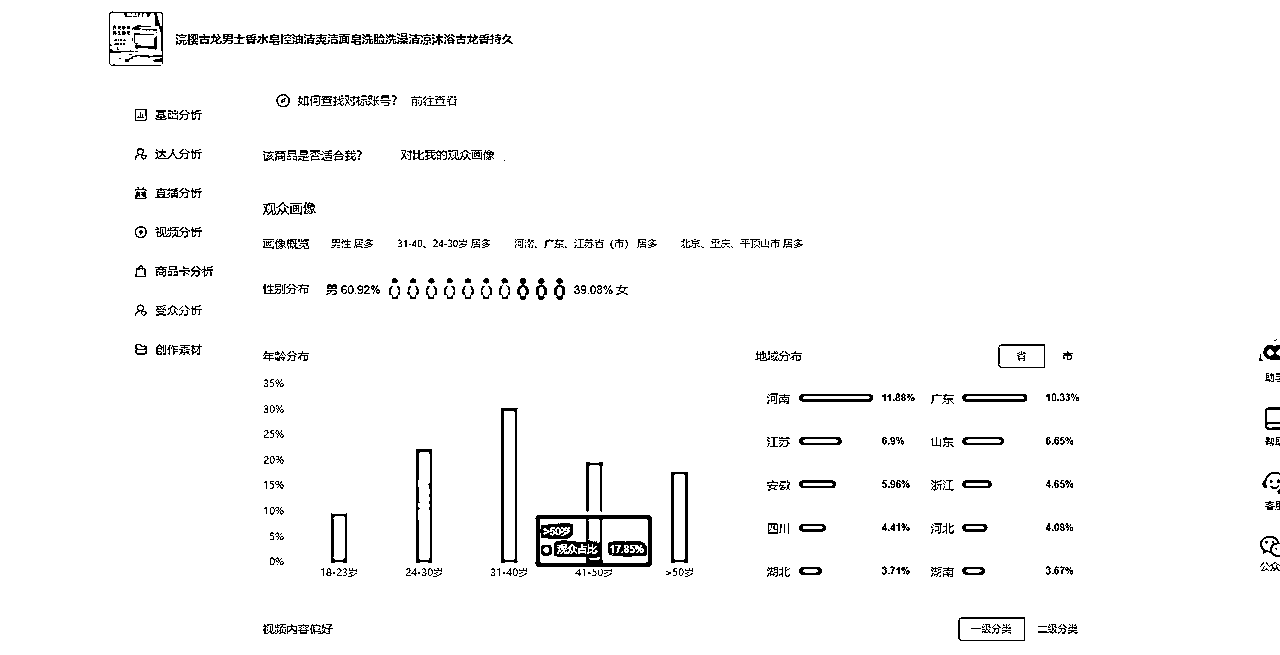 浣樱古龙男士香水皂控油清爽洁面皂洗脸洗澡清凉沐浴古龙香持久
如何查找对标账号? 前往查看
基础分析
达人分析
该商品是否适合我? 对比我的观众画像
直播分析
观众画像
视频分析
画像概览 男性 居多 31-40、24-30岁 居多 河南、广东、江苏省（市） 居多 北京、重庆、平顶山市 居多
商品卡分析
性别分布 男 60.92% 39.08% 女
受众分析
创作素材
年龄分布
35%
30%
25%
20%
15%
10%
5%
0%
18-23岁 24-30岁 31-40岁 41-50岁 >50岁
>50岁
观众占比 17.85%
地域分布 省 市
河南 11.88% 广东 10.33%
江苏 6.9% 山东 6.65%
安徽 5.96% 浙江 4.65%
四川 4.41% 河北 4.08%
湖北 3.71% 湖南 3.67%
视频内容偏好 一级分类 二级分类
助手
帮助
客服
公众